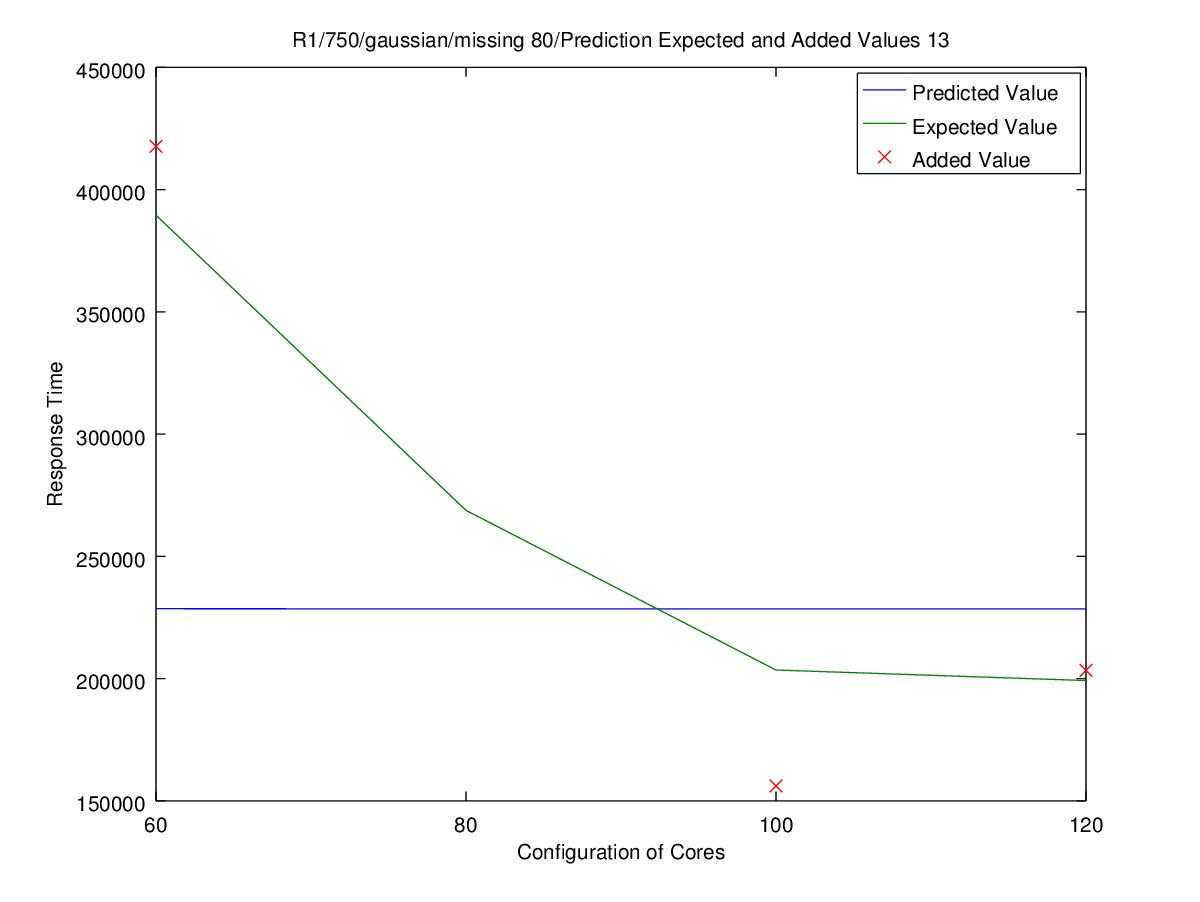 R1/750/gaussian/missing 80/Prediction Expected and Added Values 13
450000
400000
350000
300000
250000
200000
150000
Response Time
Predicted Value
Expected Value
Added Value
60
80
100
120
Configuration of Cores